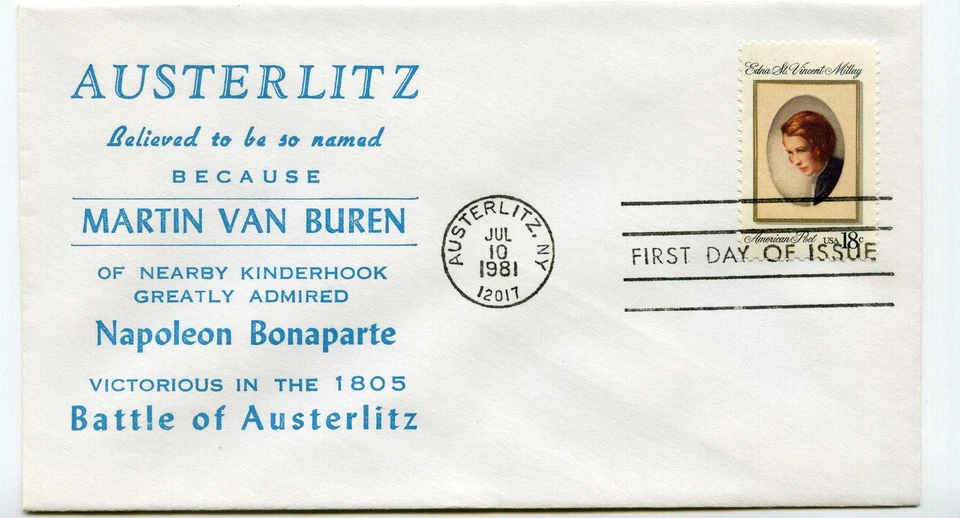 AUSTERLITZ
Believed to be so named
BECAUSE
MARTIN VAN BUREN
OF NEARBY KINDERHOOK
GREATLY ADMIRED
Napoleon Bonaparte
VICTORIOUS IN THE 1805
Battle of Austerlitz
AUSTERLITZ, NY
JUL
10
1981
12017
Edna St. Vincent Millay
American Poet USA 18c
FIRST DAY OF ISSUE